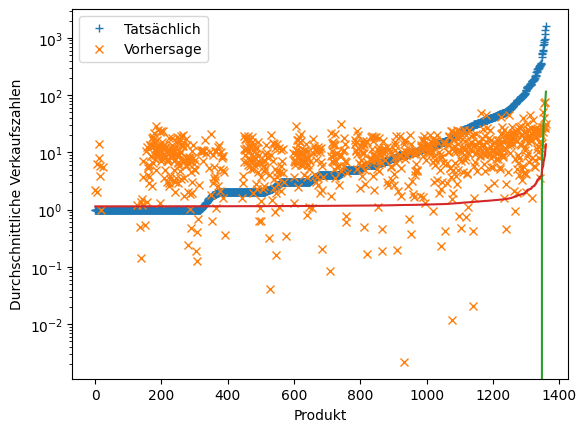 Tatsächlich
Vorhersage
Durchschnittliche Verkaufszahlen
10³
10²
10¹
10⁰
10⁻¹
10⁻²
0 200 400 600 800 1000 1200 1400
Produkt